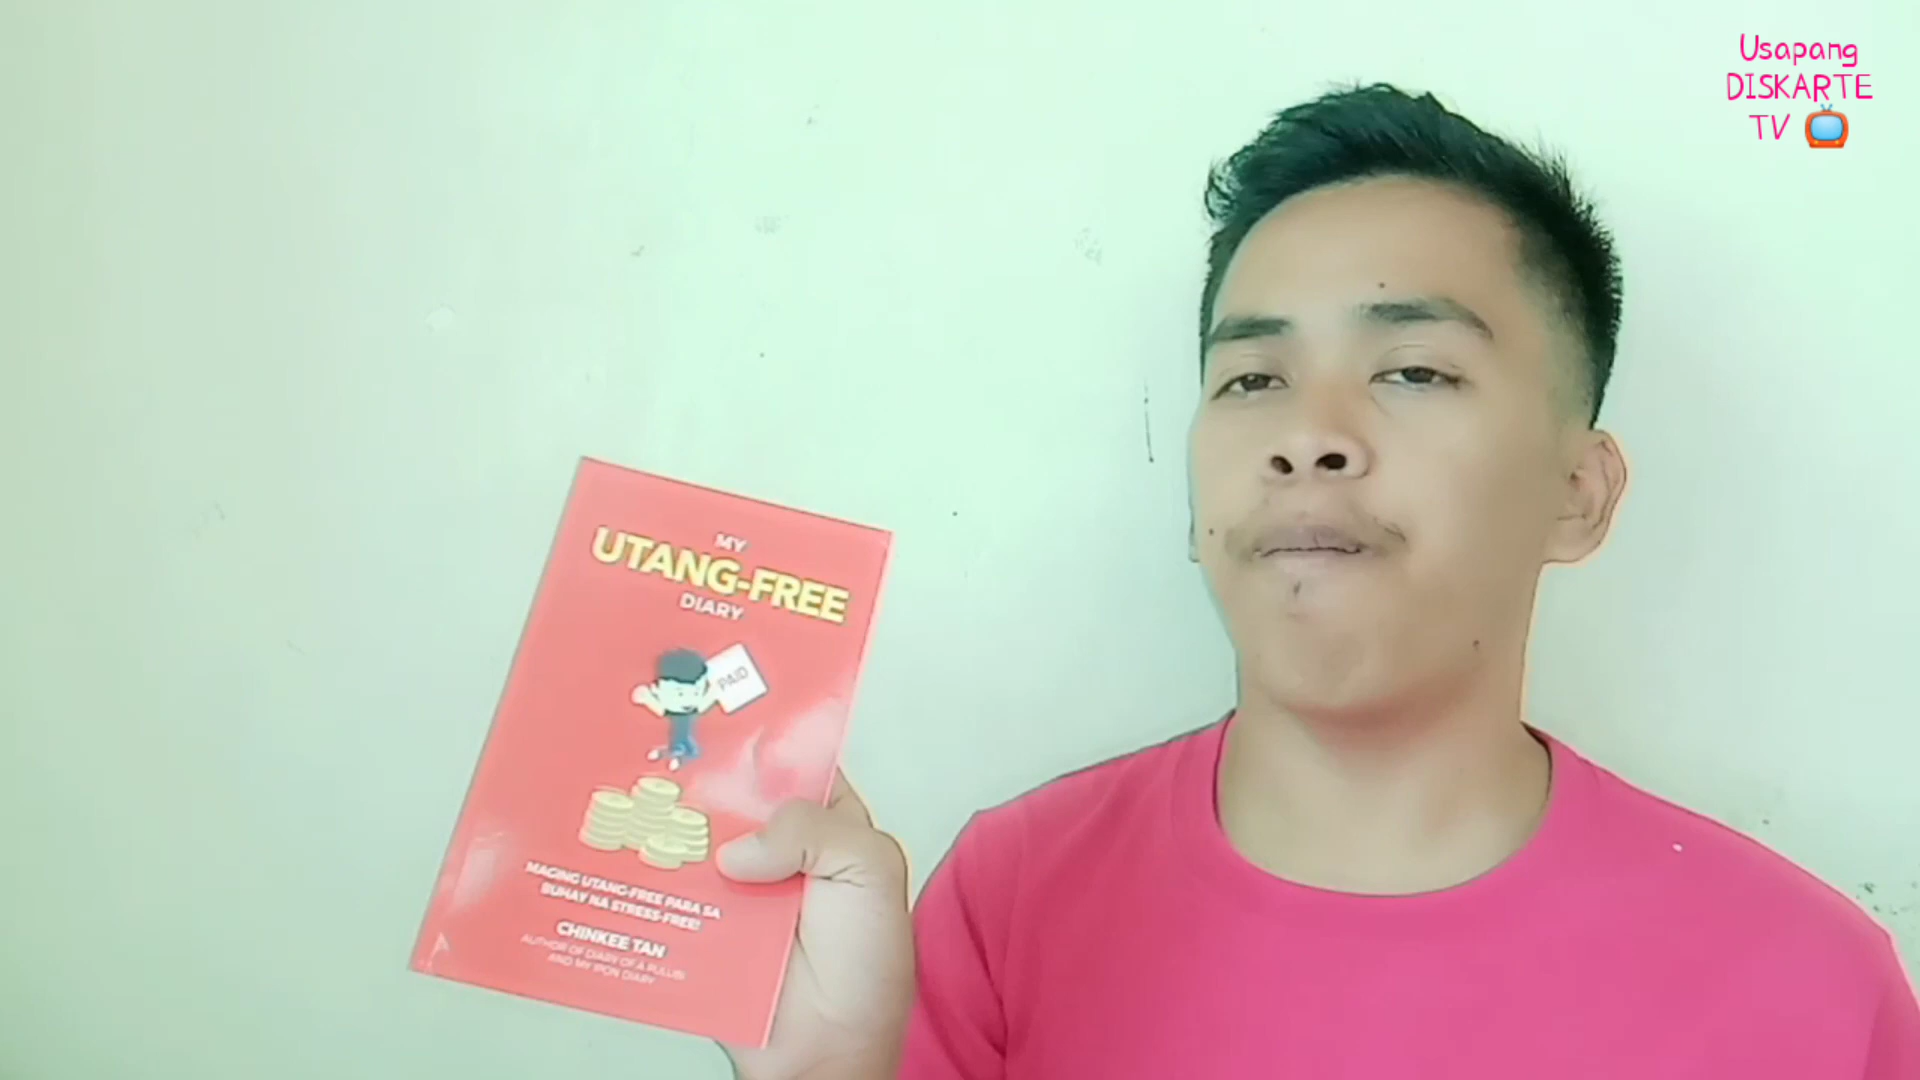 Usapang
DISKARTE
TV
MY
UTANG-FREE
DIARY
PAID
MAGING UTANG-FREE PARA SA
BUHAY NA STRESS-FREE!
CHINKEE TAN
AUTHOR OF DIARY OF A PULUBI
AND MY IPON DIARY